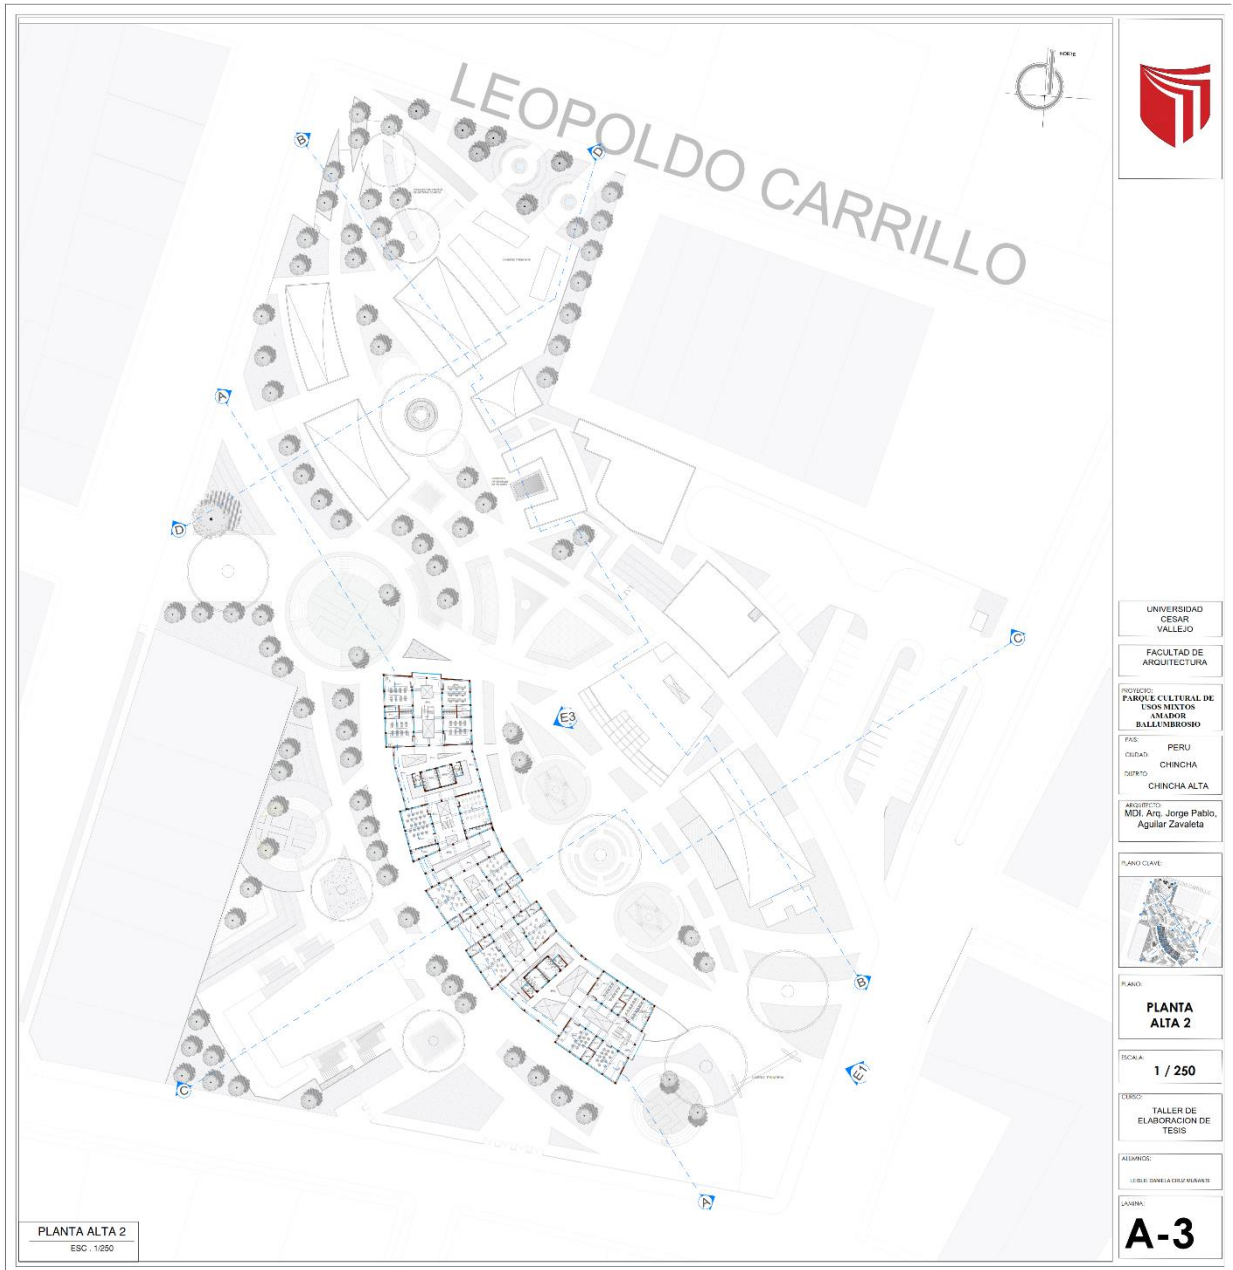 LEOPOLDO CARRILLO
NORTE
B
D
A
D
C
E3
B
E1
C
A
UNIVERSIDAD
CESAR
VALLEJO
FACULTAD DE
ARQUITECTURA
PROYECTO:
PARQUE CULTURAL DE
USOS MIXTOS
AMADOR
BALLUMBROSIO
PAIS:
PERU
CIUDAD:
CHINCHA
DISTRITO:
CHINCHA ALTA
ARQUITECTO:
MDI. Arq. Jorge Pablo,
Aguilar Zavaleta
PLANO CLAVE:
PLANO:
PLANTA
ALTA 2
ESCALA:
1 / 250
CURSO:
TALLER DE
ELABORACION DE
TESIS
ALUMNOS:
LAMINA:
A-3
PLANTA ALTA 2
ESC . 1/250